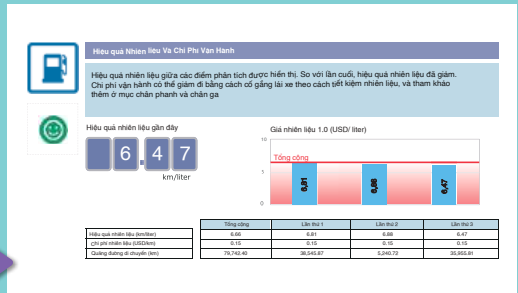 Hiệu quả Nhiên liệu Và Chi Phí Vận Hành
Hiệu quả nhiên liệu giữa các điểm phân tích được hiển thị. So với lần cuối, hiệu quả nhiên liệu đã giảm.
Chi phí vận hành có thể giảm đi bằng cách cố gắng lái xe theo cách tiết kiệm nhiên liệu, và tham khảo
thêm ở mục chân phanh và chân ga
Hiệu quả nhiên liệu gần đây
6.47
km/liter
Giá nhiên liệu 1.0 (USD/ liter)
10
Tổng cộng
5
0
6,81
6,88
6,47
Tổng cộng Lần thứ 1 Lần thứ 2 Lần thứ 3
Hiệu quả nhiên liệu (km/liter) 6.66 6.81 6.88 6.47
Chi phí nhiên liệu (USD/km) 0.15 0.15 0.15 0.15
Quãng đường di chuyển (km) 79,742.40 38,545.87 5,240.72 35,955.81